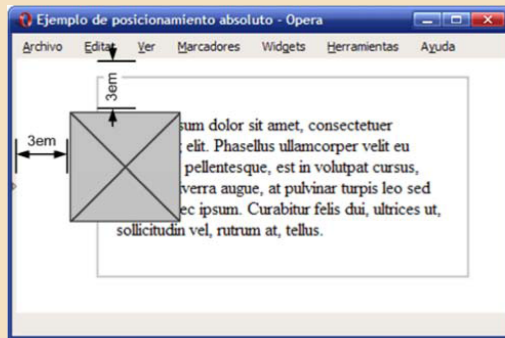 Ejemplo de posicionamiento absoluto - Opera
Archivo Editar Ver Marcadores Widgets Herramientas Ayuda
3em
3em
sum dolor sit amet, consectetuer
elit. Phasellus ullamcorper velit eu
pellentesque, est in volutpat cursus,
verra augue, at pulvinar turpis leo sed
ec ipsum. Curabitur felis dui, ultrices ut,
sollicitudin vel, rutrum at, tellus.